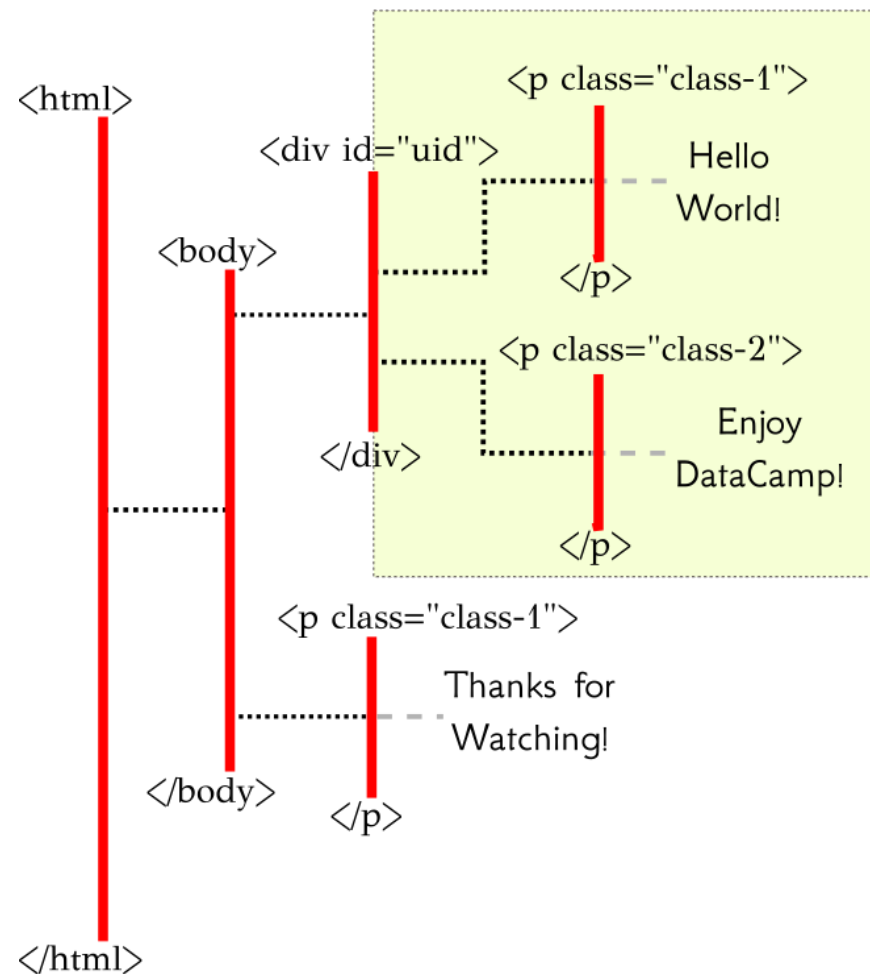 <html>
<body>
<div id="uid">
<p class="class-1">
Hello
World!
</p>
<p class="class-2">
Enjoy
DataCamp!
</p>
</div>
<p class="class-1">
Thanks for
Watching!
</p>
</body>
</html>